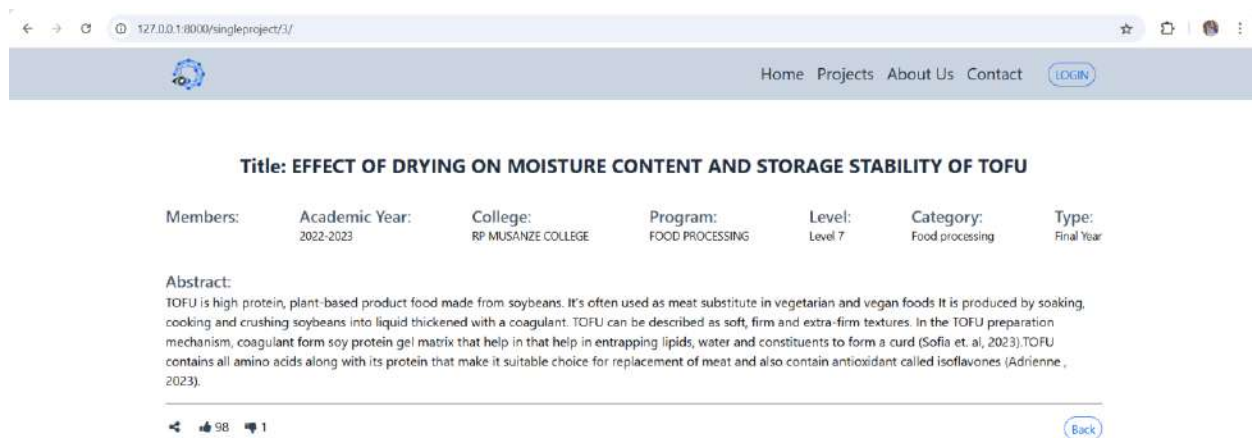 127.0.0.1:8000/singleproject/3/
Home Projects About Us Contact LOGIN
Title: EFFECT OF DRYING ON MOISTURE CONTENT AND STORAGE STABILITY OF TOFU
Members: Academic Year: College: Program: Level: Category: Type:
2022-2023 RP MUSANZE COLLEGE FOOD PROCESSING Level 7 Food processing Final Year
Abstract:
TOFU is high protein, plant-based product food made from soybeans. It's often used as meat substitute in vegetarian and vegan foods It is produced by soaking,
cooking and crushing soybeans into liquid thickened with a coagulant. TOFU can be described as soft, firm and extra-firm textures. In the TOFU preparation
mechanism, coagulant form soy protein gel matrix that help in that help in entrapping lipids, water and constituents to form a curd (Sofia et. al, 2023).TOFU
contains all amino acids along with its protein that make it suitable choice for replacement of meat and also contain antioxidant called isoflavones (Adrienne ,
2023).
98 1 Back